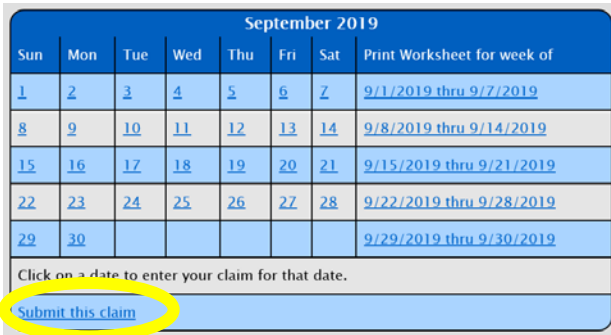 September 2019
Sun Mon Tue Wed Thu Fri Sat Print Worksheet for week of
1 2 3 4 5 6 7 9/1/2019 thru 9/7/2019
8 9 10 11 12 13 14 9/8/2019 thru 9/14/2019
15 16 17 18 19 20 21 9/15/2019 thru 9/21/2019
22 23 24 25 26 27 28 9/22/2019 thru 9/28/2019
29 30 9/29/2019 thru 9/30/2019
Click on a date to enter your claim for that date.
Submit this claim